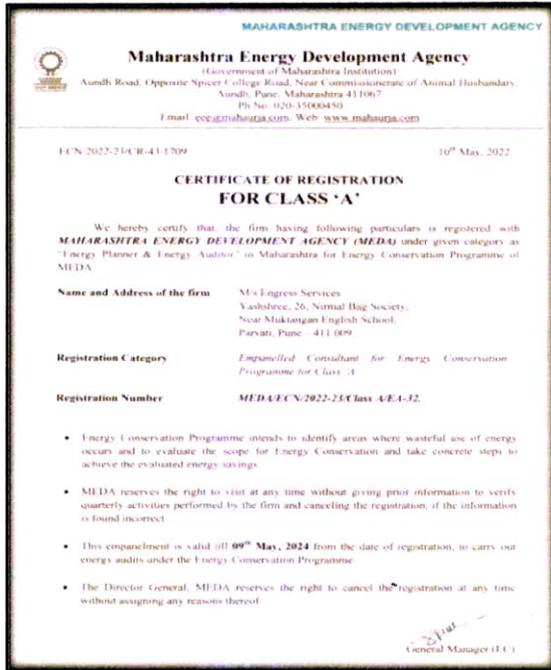 MAHARASHTRA ENERGY DEVELOPMENT AGENCY
Maharashtra Energy Development Agency
(Government of Maharashtra Institution)
Aundh Road, Opposite Spicer College Road, Near Commissionerate of Animal Husbandary,
Aundh, Pune, Maharashtra 411067
Ph No: 020-35000450
Email: eee@mahaurja.com, Web: www.mahaurja.com
ECN/2022-23/CR-43/1709
10th May, 2022
CERTIFICATE OF REGISTRATION
FOR CLASS 'A'
We hereby certify that, the firm having following particulars is registered with
MAHARASHTRA ENERGY DEVELOPMENT AGENCY (MEDA) under given category as
"Energy Planner & Energy Auditor" in Maharashtra for Energy Conservation Programme of
MEDA
Name and Address of the firm
M/s Engress Services
Yashshree, 26, Nirmal Bag Society,
Near Muktangan English School,
Parvati, Pune - 411 009
Registration Category
Empanelled Consultant for Energy Conservation
Programme for Class A
Registration Number
MEDA/ECN/2022-23/Class A/EA-32.
• Energy Conservation Programme intends to identify areas where wasteful use of energy
occurs and to evaluate the scope for Energy Conservation and take concrete steps to
achieve the evaluated energy savings
• MEDA reserves the right to visit at any time without giving prior information to verify
quarterly activities performed by the firm and canceling the registration, if the information
is found incorrect
• This empanelment is valid till 09th May, 2024 from the date of registration, to carry out
energy audits under the Energy Conservation Programme
• The Director General, MEDA reserves the right to cancel the registration at any time
without assigning any reasons thereof
General Manager (EC)